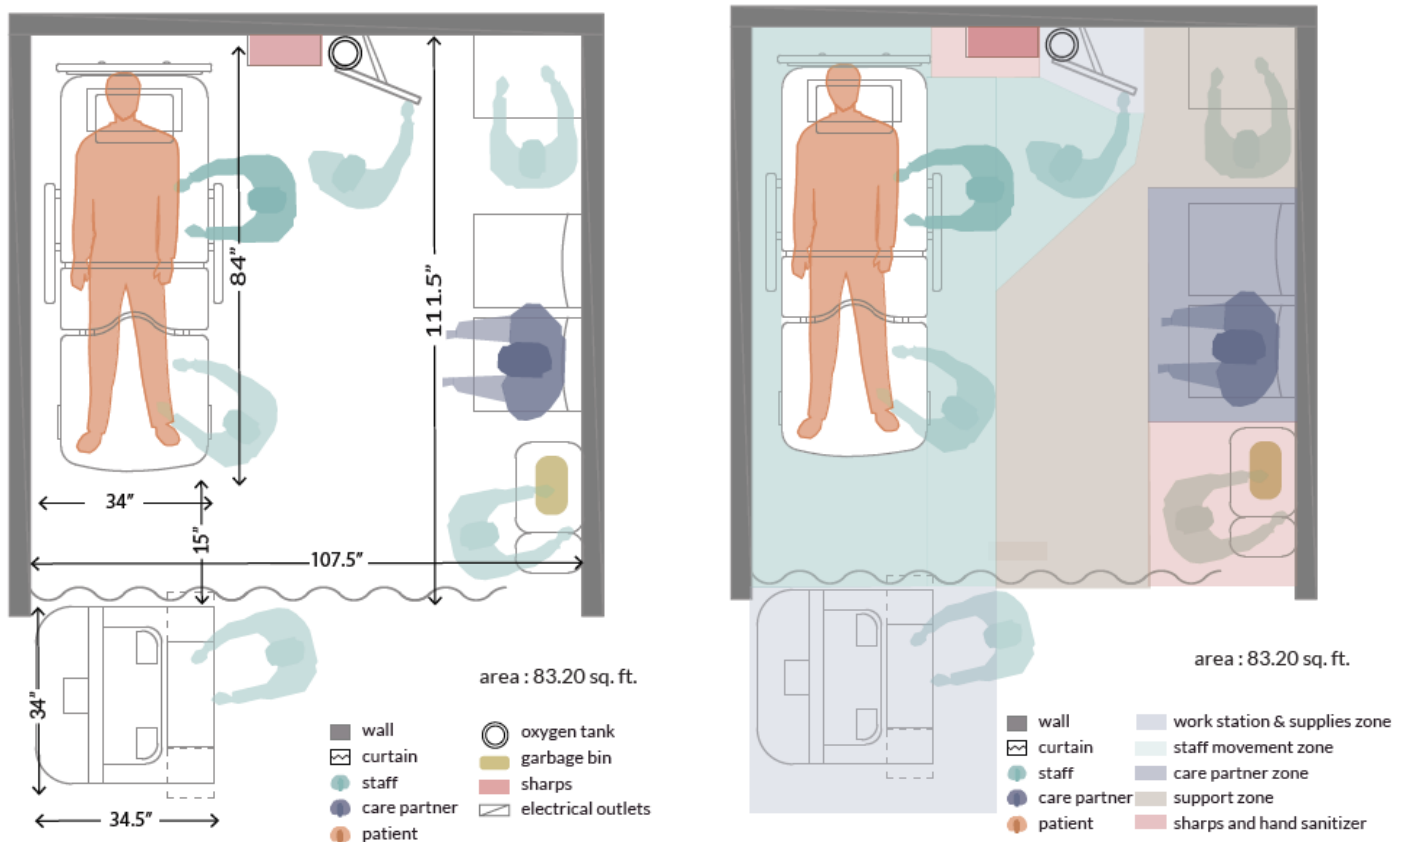 84”
111.5”
34”
15”
107.5”
34”
34.5”
area : 83.20 sq. ft.
wall
curtain
staff
care partner
patient
oxygen tank
garbage bin
sharps
electrical outlets
area : 83.20 sq. ft.
wall
curtain
staff
care partner
patient
work station & supplies zone
staff movement zone
care partner zone
support zone
sharps and hand sanitizer